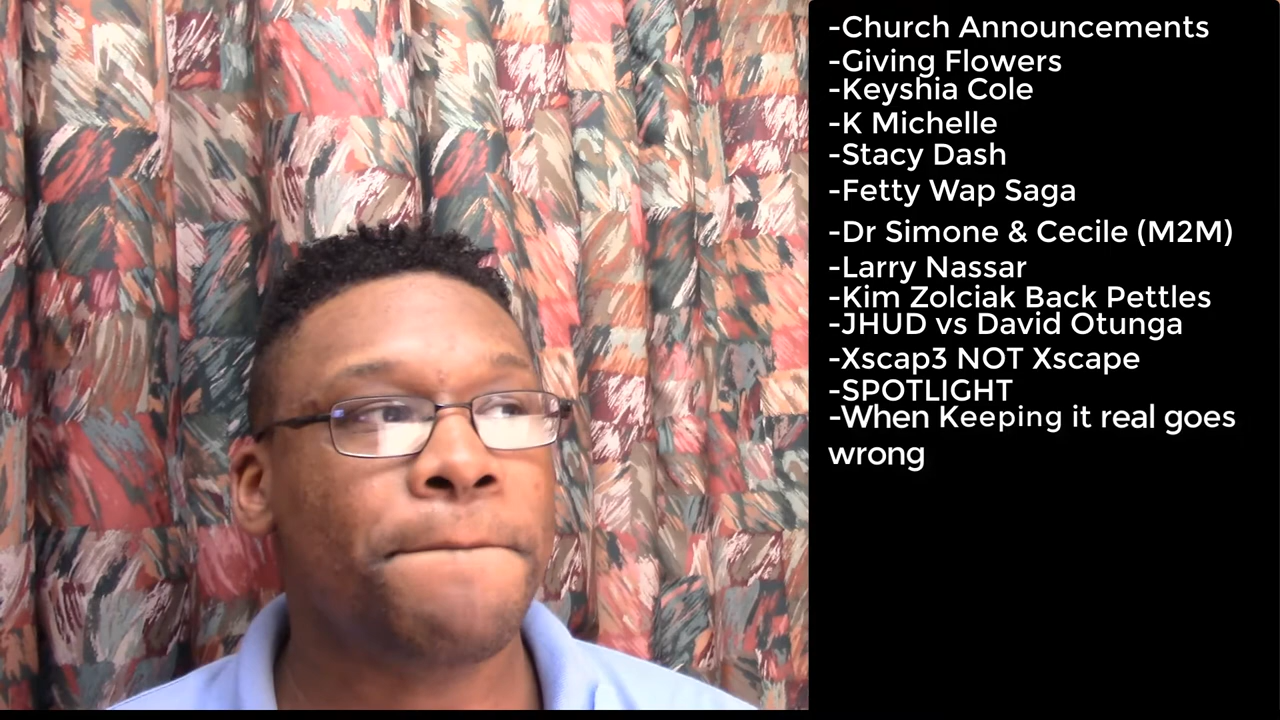 -Church Announcements
-Giving Flowers
-Keyshia Cole
-K Michelle
-Stacy Dash
-Fetty Wap Saga
-Dr Simone & Cecile (M2M)
-Larry Nassar
-Kim Zolciak Back Pettles
-JHUD vs David Otunga
-Xscap3 NOT Xscape
-SPOTLIGHT
-When Keeping it real goes
wrong